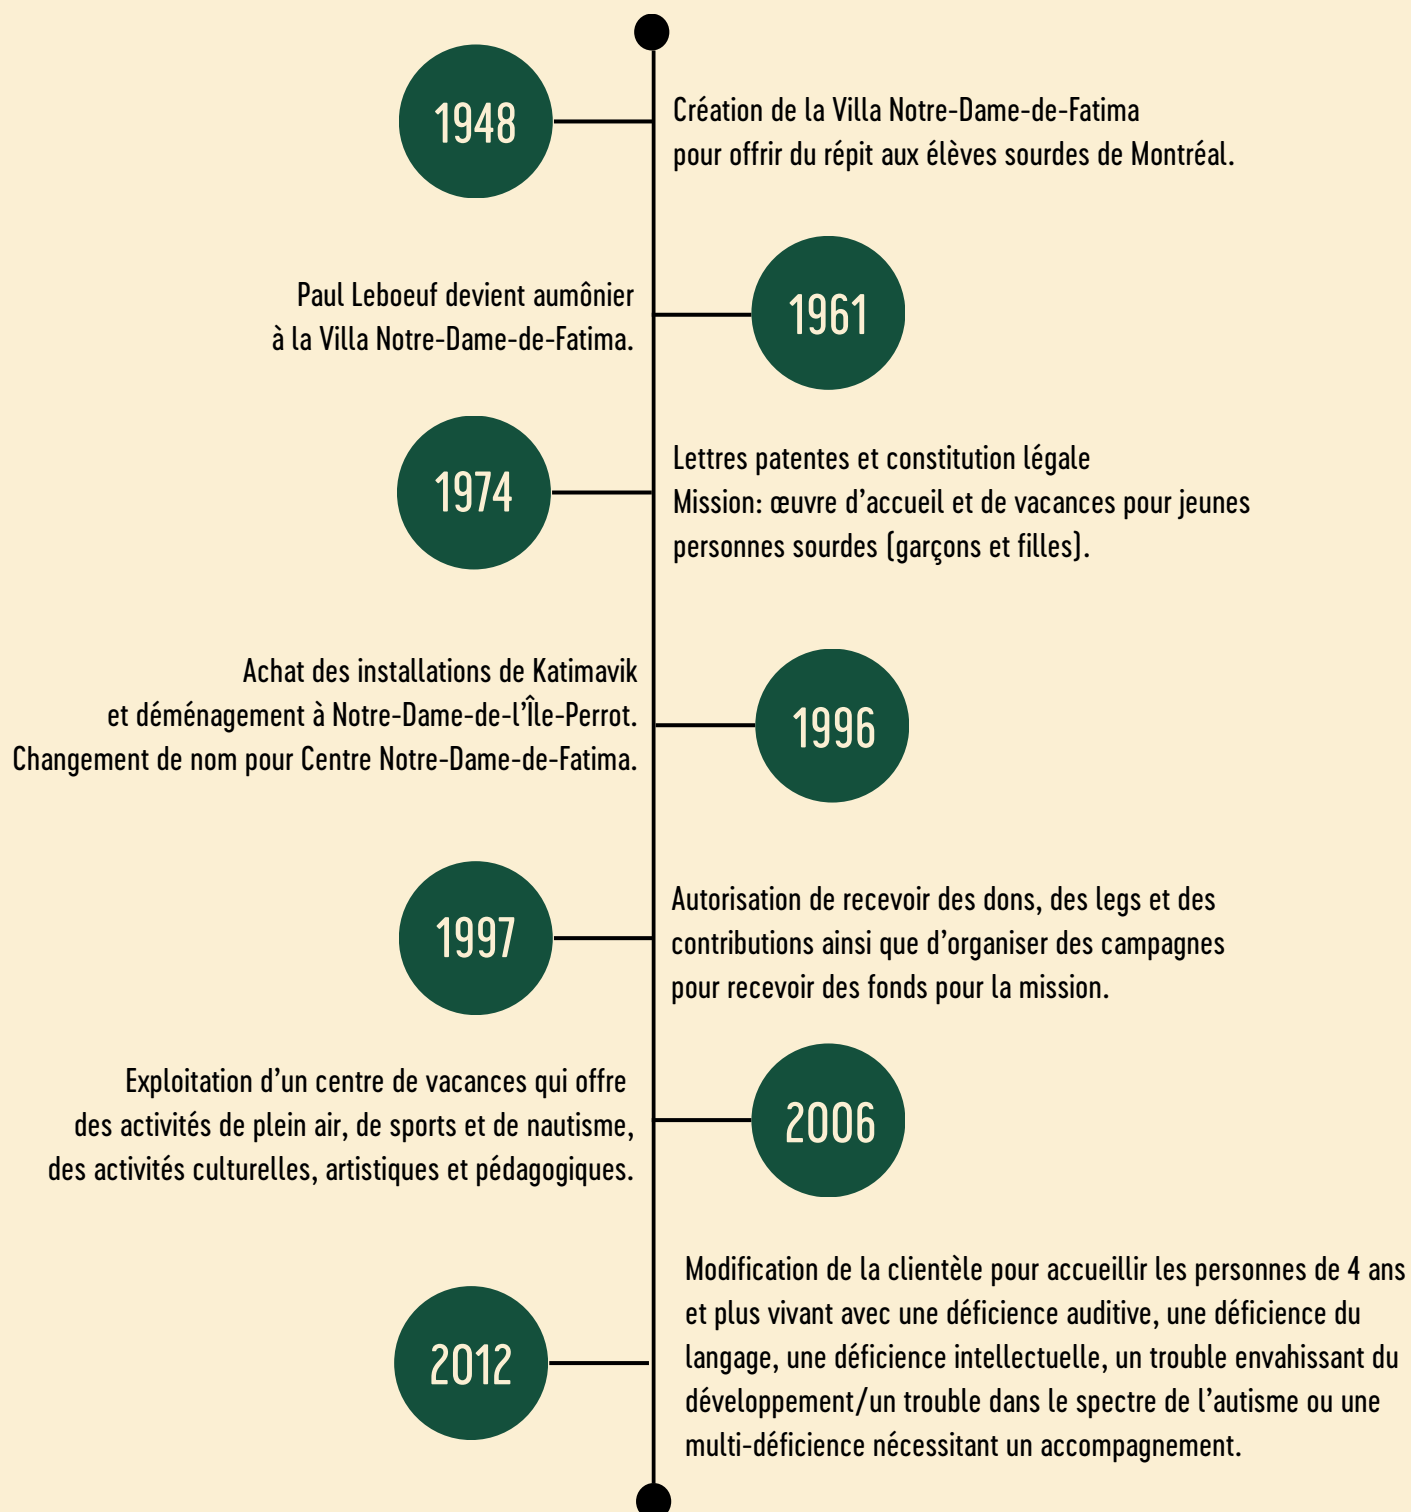 1948
Création de la Villa Notre-Dame-de-Fatima
pour offrir du répit aux élèves sourdes de Montréal.
1961
Paul Leboeuf devient aumônier
à la Villa Notre-Dame-de-Fatima.
1974
Lettres patentes et constitution légale
Mission: œuvre d’accueil et de vacances pour jeunes
personnes sourdes (garçons et filles).
1996
Achat des installations de Katimavik
et déménagement à Notre-Dame-de-l’Île-Perrot.
Changement de nom pour Centre Notre-Dame-de-Fatima.
1997
Autorisation de recevoir des dons, des legs et des
contributions ainsi que d’organiser des campagnes
pour recevoir des fonds pour la mission.
2006
Exploitation d’un centre de vacances qui offre
des activités de plein air, de sports et de nautisme,
des activités culturelles, artistiques et pédagogiques.
2012
Modification de la clientèle pour accueillir les personnes de 4 ans
et plus vivant avec une déficience auditive, une déficience du
langage, une déficience intellectuelle, un trouble envahissant du
développement/un trouble dans le spectre de l’autisme ou une
multi-déficience nécessitant un accompagnement.